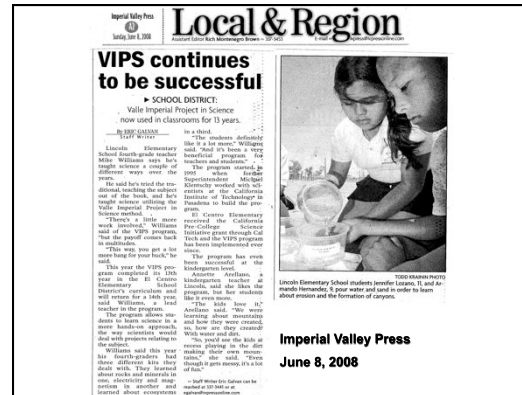 Imperial Valley Press
Sunday, June 8, 2008
Local & Region
Assistant Editor Rich Montenegro Brown — 337-3453
VIPS continues
to be successful
► SCHOOL DISTRICT:
Valle Imperial Project in Science
now used in classrooms for 13 years.
By ERIC GALVAN
Staff Writer
Lincoln Elementary
School fourth-grade teacher
Mike Williams says he's
taught science a couple of
different ways over the
years.
He said he's tried the tra-
ditional, teaching the subject
out of the book, and he's
taught science utilizing the
Valle Imperial Project in
Science method.
"There's a little more
work involved," Williams
said of the VIPS program,
"but the payoff comes back
in multitudes.
"This way, you get a lot
more bang for your buck," he
said.
This year the VIPS pro-
gram completed its 13th
year in the El Centro
Elementary School
District's curriculum and
will return for a 14th year,
said Williams, a lead
teacher in the program.
The program allows stu-
dents to learn science in a
more hands-on approach,
the way scientists would
deal with projects relating to
the subject.
Williams said this year
his fourth-graders had
three different kits they
dealt with. They learned
about rocks and minerals in
one, electricity and mag-
netism in another and
learned about ecosystems
in a third.
"The students definitely
like it a lot more," Williams
said. "And it's been a very
beneficial program for
teachers and students."
The program started in
1995 when former
Superintendent Michael
Klentschy worked with sci-
entists at the California
Institute of Technology in
Pasadena to build the pro-
gram.
El Centro Elementary
received the California
Pre-College Science
Initiative grant through Cal
Tech and the VIPS program
has been implemented ever
since.
The program has even
been successful at the
kindergarten level.
Annette Arellano, a
kindergarten teacher at
Lincoln, said she likes the
program, but her students
like it even more.
"The kids love it,"
Arellano said. "We were
learning about mountains
and how they were created,
so, how are they created?
With water and dirt.
"So, you'd see the kids at
recess playing in the dirt
making their own moun-
tains," she said. "Even
though it gets messy, it's a lot
of fun."
— Staff Writer Eric Galvan can be
reached at 337-3441 or at
egalvan@ivpressonline.com
TODD KRAININ PHOTO
Lincoln Elementary School students Jennifer Lozano, 11, and Ar-
mando Hernandez, 9, pour water and sand in order to learn
about erosion and the formation of canyons.
Imperial Valley Press
June 8, 2008